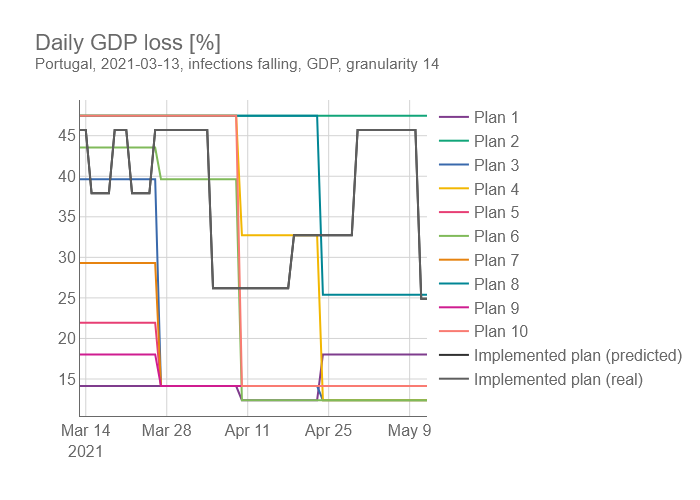 Daily GDP loss [%]
Portugal, 2021-03-13, infections falling, GDP, granularity 14
45
40
35
30
25
20
15
Mar 14
2021
Mar 28
Apr 11
Apr 25
May 9
Plan 1
Plan 2
Plan 3
Plan 4
Plan 5
Plan 6
Plan 7
Plan 8
Plan 9
Plan 10
Implemented plan (predicted)
Implemented plan (real)